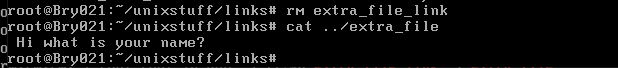 root@Bry021:~/unixstuff/links# rm extra_file_link
root@Bry021:~/unixstuff/links# cat ../extra_file
Hi what is your name?
root@Bry021:~/unixstuff/links#